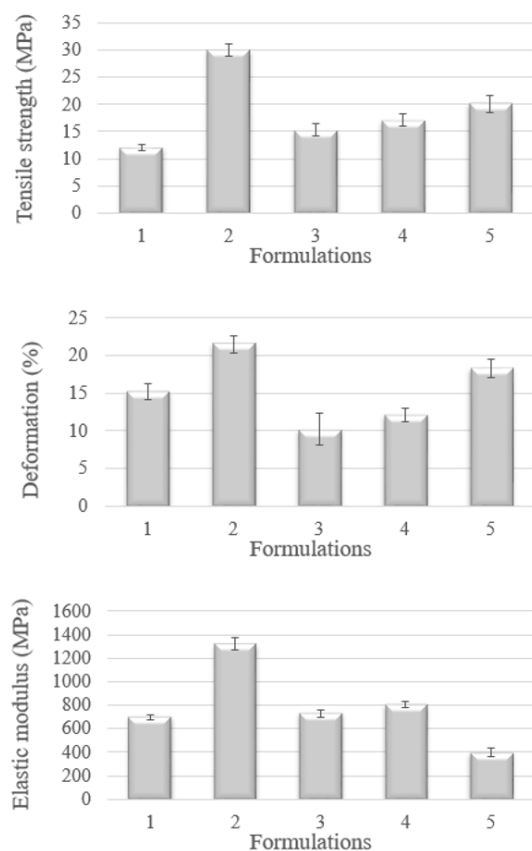 Tensile strength (MPa)
35
30
25
20
15
10
5
0
1 2 3 4 5
Formulations
Deformation (%)
25
20
15
10
5
0
1 2 3 4 5
Formulations
Elastic modulus (MPa)
1600
1400
1200
1000
800
600
400
200
0
1 2 3 4 5
Formulations